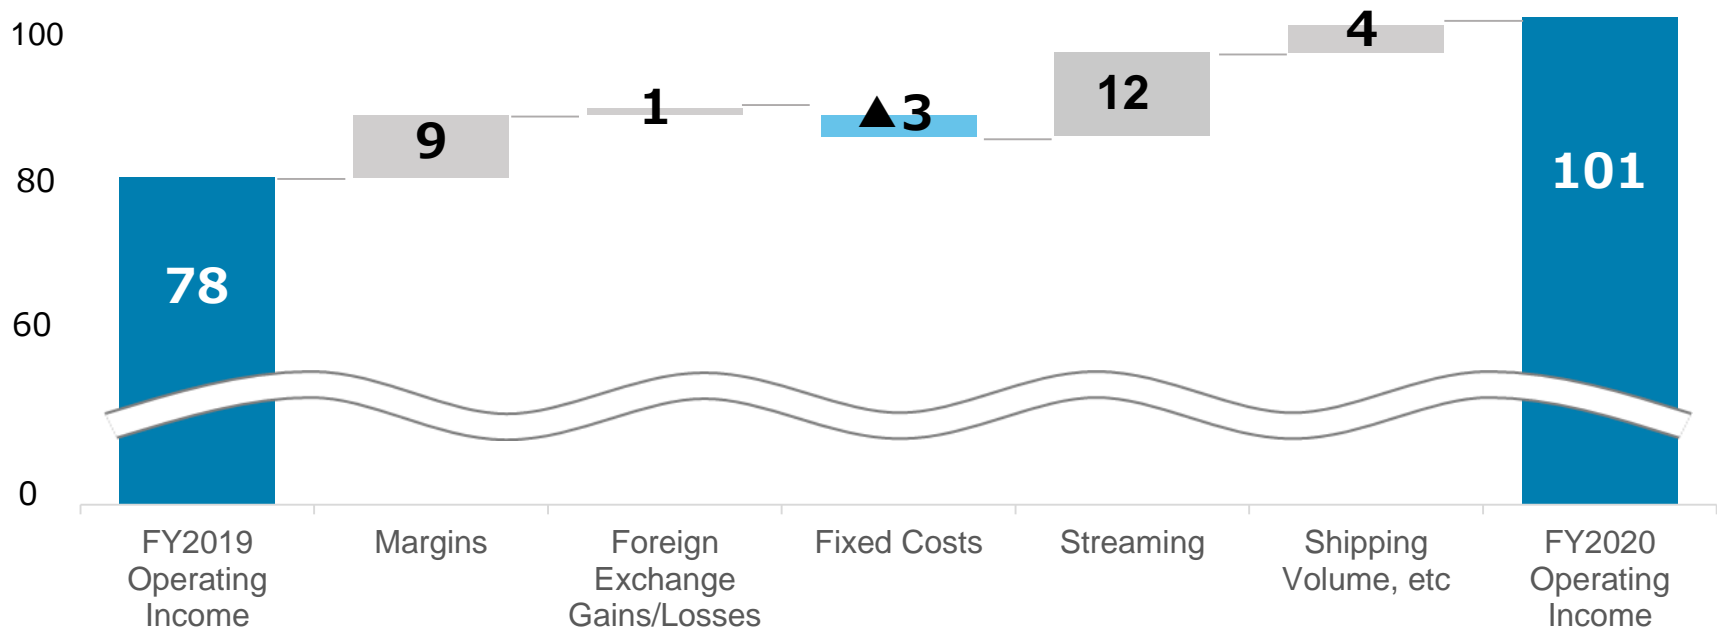 100
80
60
0
78
9
1
▲3
12
4
101
FY2019
Operating
Income
Margins
Foreign
Exchange
Gains/Losses
Fixed Costs
Streaming
Shipping
Volume, etc
FY2020
Operating
Income